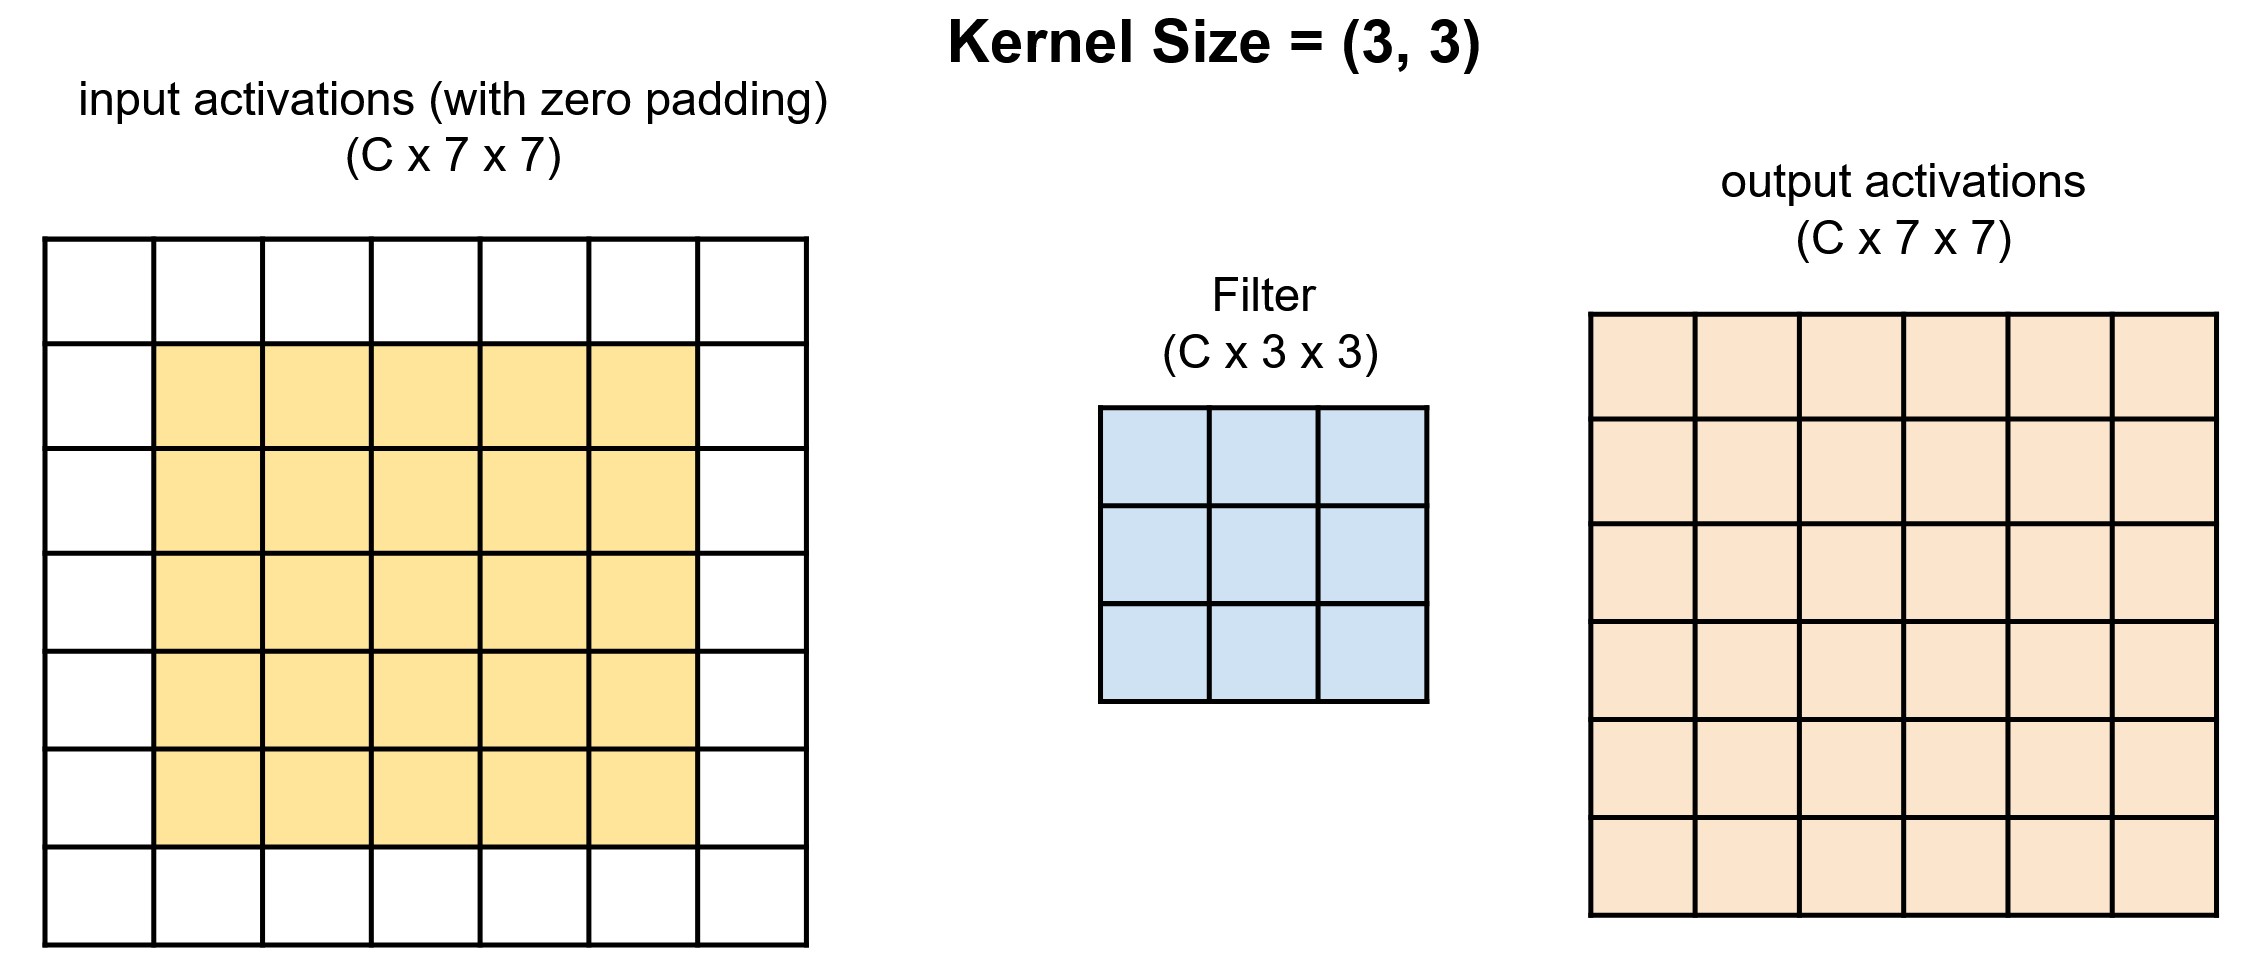 Kernel Size = (3, 3)
input activations (with zero padding)
(C x 7 x 7)
Filter
(C x 3 x 3)
output activations
(C x 7 x 7)